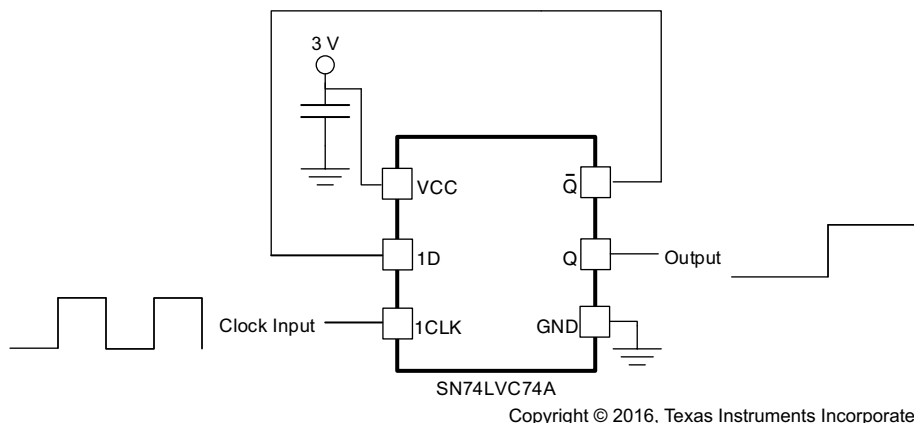 3 V
VCC
Q̅
1D
Q
Output
Clock Input
1CLK
GND
SN74LVC74A
Copyright © 2016, Texas Instruments Incorporate